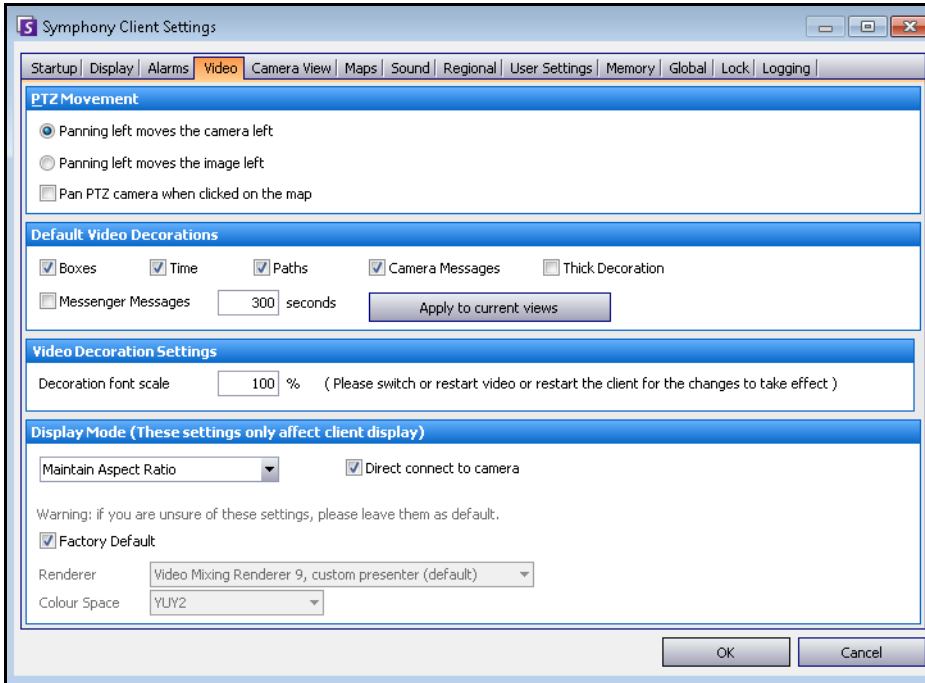 Symphony Client Settings
Startup Display Alarms Video Camera View Maps Sound Regional User Settings Memory Global Lock Logging
PTZ Movement
Panning left moves the camera left
Panning left moves the image left
Pan PTZ camera when clicked on the map
Default Video Decorations
Boxes Time Paths Camera Messages Thick Decoration
Messenger Messages 300 seconds Apply to current views
Video Decoration Settings
Decoration font scale 100 % ( Please switch or restart video or restart the client for the changes to take effect )
Display Mode (These settings only affect client display)
Maintain Aspect Ratio Direct connect to camera
Warning: if you are unsure of these settings, please leave them as default.
Factory Default
Renderer Video Mixing Renderer 9, custom presenter (default)
Colour Space YUY2
OK Cancel